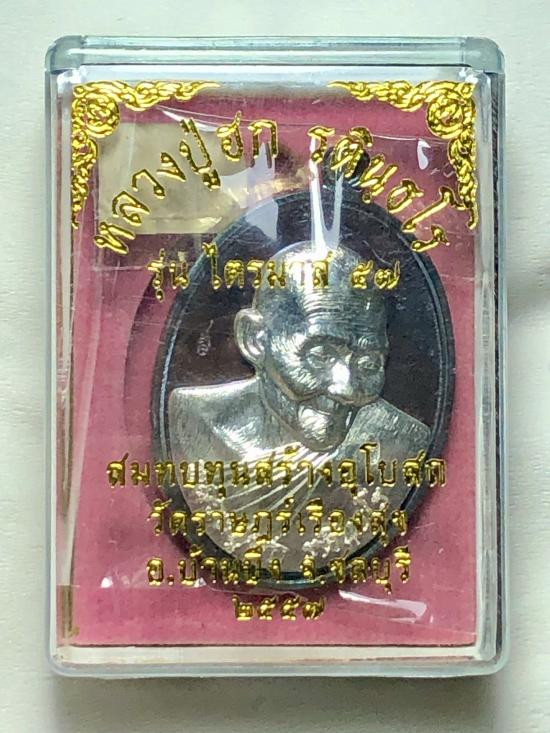 หลวงปู่ฮก รตินฺธโร
รุ่น ไตรมาส ๕๗
สมทบทุนสร้างอุโบสถ
วัดราษฎร์เรืองสุข
อ.บ้านบึง จ.ชลบุรี
๒๕๕๗